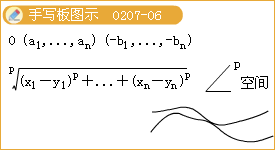 手写板图示 0207-06
0 (a₁,...,aₙ) (-b₁,...,-bₙ)
ᵖ√(x₁-y₁)ᵖ+...+(xₙ-yₙ)ᵖ p 空间